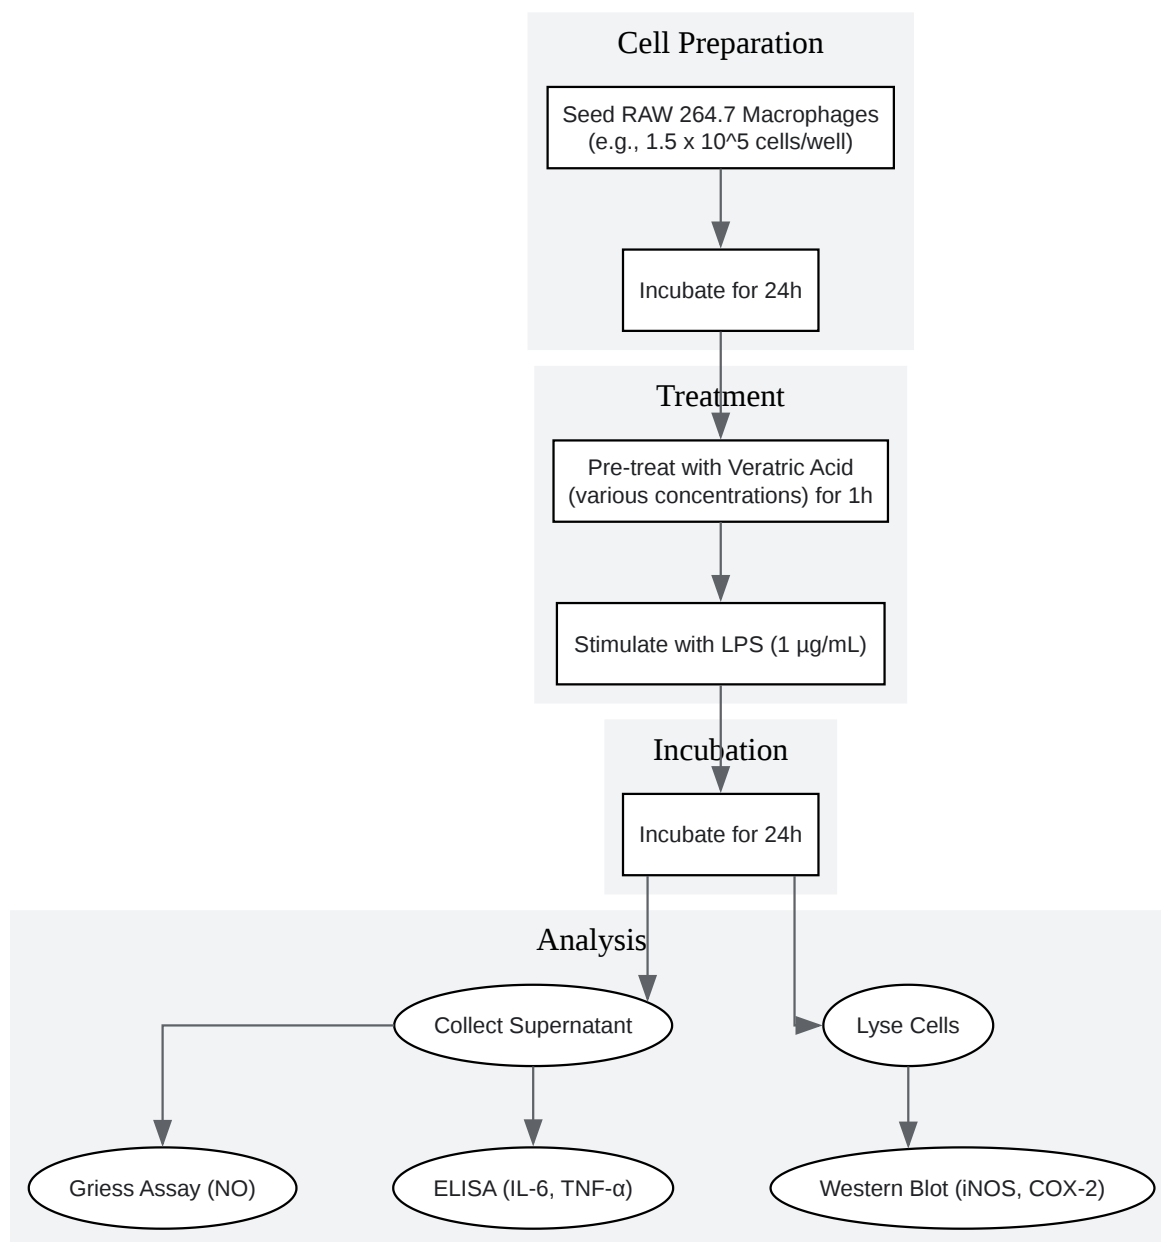 Cell Preparation
Seed RAW 264.7 Macrophages
(e.g., 1.5 x 10^5 cells/well)
Incubate for 24h
Treatment
Pre-treat with Veratric Acid
(various concentrations) for 1h
Stimulate with LPS (1 µg/mL)
Incubation
Incubate for 24h
Analysis
Collect Supernatant
Lyse Cells
Griess Assay (NO)
ELISA (IL-6, TNF-α)
Western Blot (iNOS, COX-2)